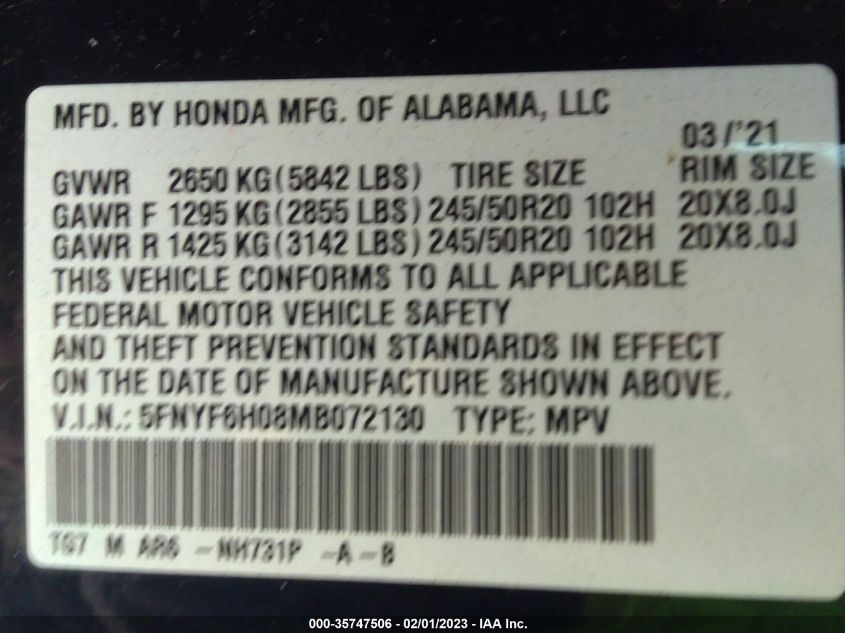 MFD. BY HONDA MFG. OF ALABAMA, LLC
03/'21
GVWR 2650 KG (5842 LBS) TIRE SIZE RIM SIZE
GAWR F 1295 KG (2855 LBS) 245/50R20 102H 20X8.0J
GAWR R 1425 KG (3142 LBS) 245/50R20 102H 20X8.0J
THIS VEHICLE CONFORMS TO ALL APPLICABLE
FEDERAL MOTOR VEHICLE SAFETY
AND THEFT PREVENTION STANDARDS IN EFFECT
ON THE DATE OF MANUFACTURE SHOWN ABOVE.
V.I.N.: 5FNYF6H08MB072130 TYPE: MPV
TG7 M AR6 -NH731P -A -B
000-35747506 - 02/01/2023 - IAA Inc.